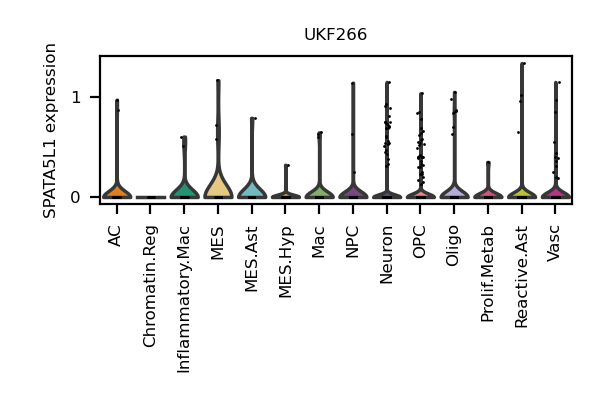 UKF266
SPATA5L1 expression
1
0
AC
Chromatin.Reg
Inflammatory.Mac
MES
MES.Ast
MES.Hyp
Mac
NPC
Neuron
OPC
Oligo
Prolif.Metab
Reactive.Ast
Vasc